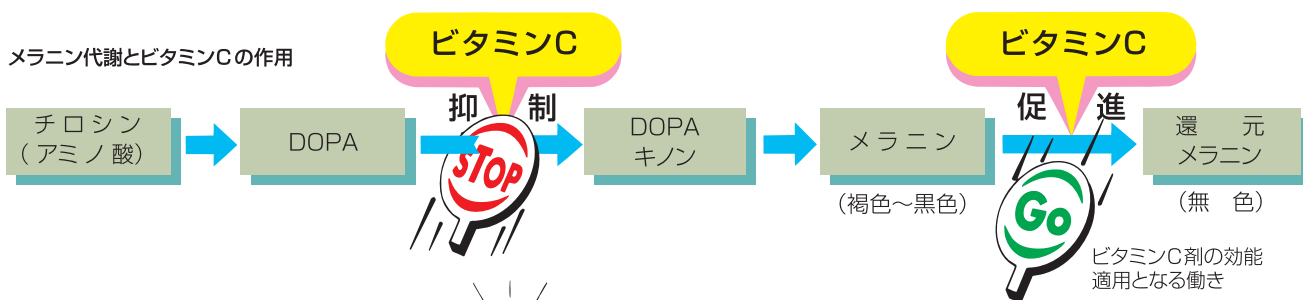 メラニン代謝とビタミンCの作用
ビタミンC
ビタミンC
抑 制
促 進
チロシン
(アミノ酸)
DOPA
STOP
DOPA
キノン
メラニン
(褐色〜黒色)
Go
還 元
メラニン
(無 色)
ビタミンC剤の効能
適用となる働き